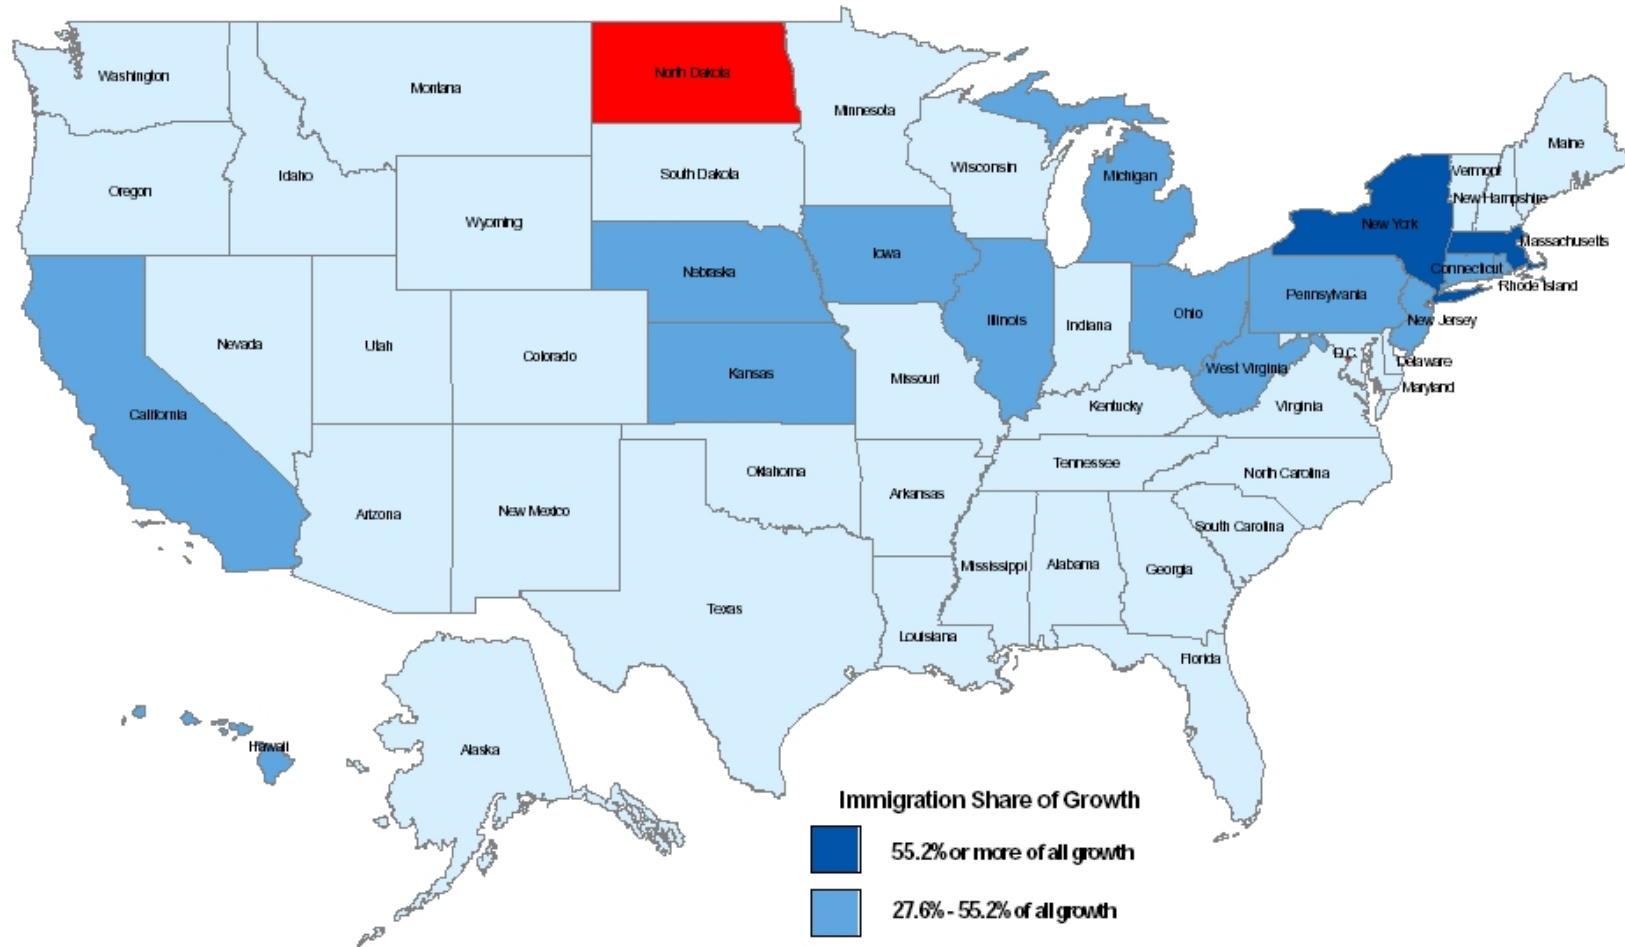 Washington
Montana
North Dakota
Minnesota
Maine
Oregon
Idaho
Wyoming
South Dakota
Wisconsin
Michigan
Vermont
New Hampshire
New York
Massachusetts
Nebraska
Iowa
Connecticut
Rhode Island
Pennsylvania
New Jersey
Illinois
Indiana
Ohio
Nevada
Utah
Colorado
Kansas
Missouri
West Virginia
D.C.
Delaware
Maryland
California
Kentucky
Virginia
Oklahoma
Tennessee
North Carolina
Arizona
New Mexico
Arkansas
South Carolina
Mississippi
Alabama
Georgia
Texas
Louisiana
Florida
Hawaii
Alaska
Immigration Share of Growth
55.2% or more of all growth
27.6% - 55.2% of all growth